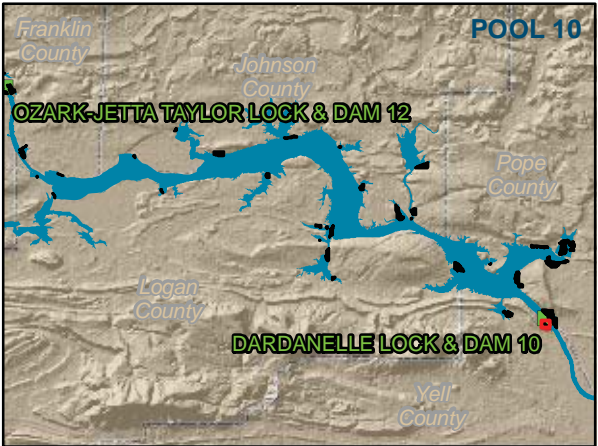 POOL 10
Franklin
County
Johnson
County
OZARK-JETTA TAYLOR LOCK & DAM 12
Pope
County
Logan
County
DARDANELLE LOCK & DAM 10
Yell
County